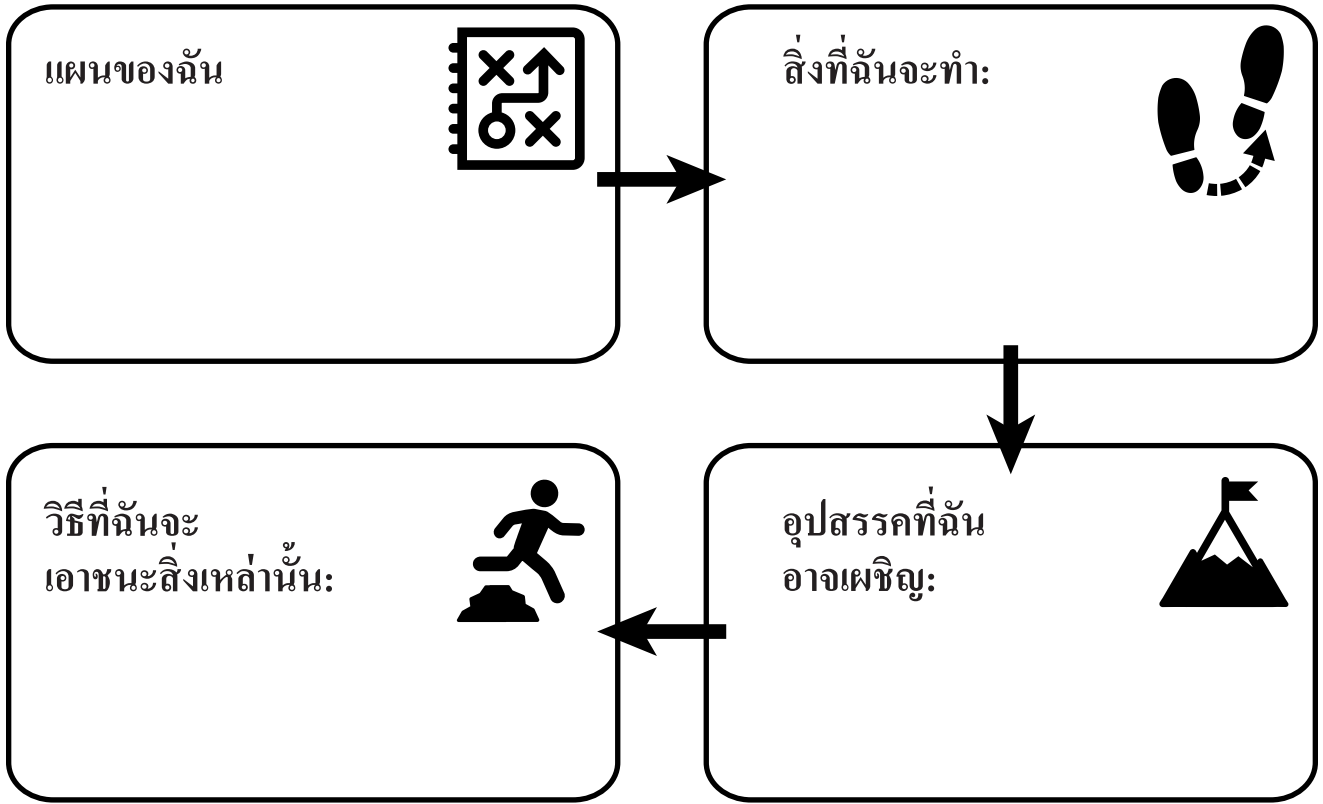 แผนของฉัน
สิ่งที่ฉันจะทำ:
อุปสรรคที่ฉัน
อาจเผชิญ:
วิธีที่ฉันจะ
เอาชนะสิ่งเหล่านั้น: